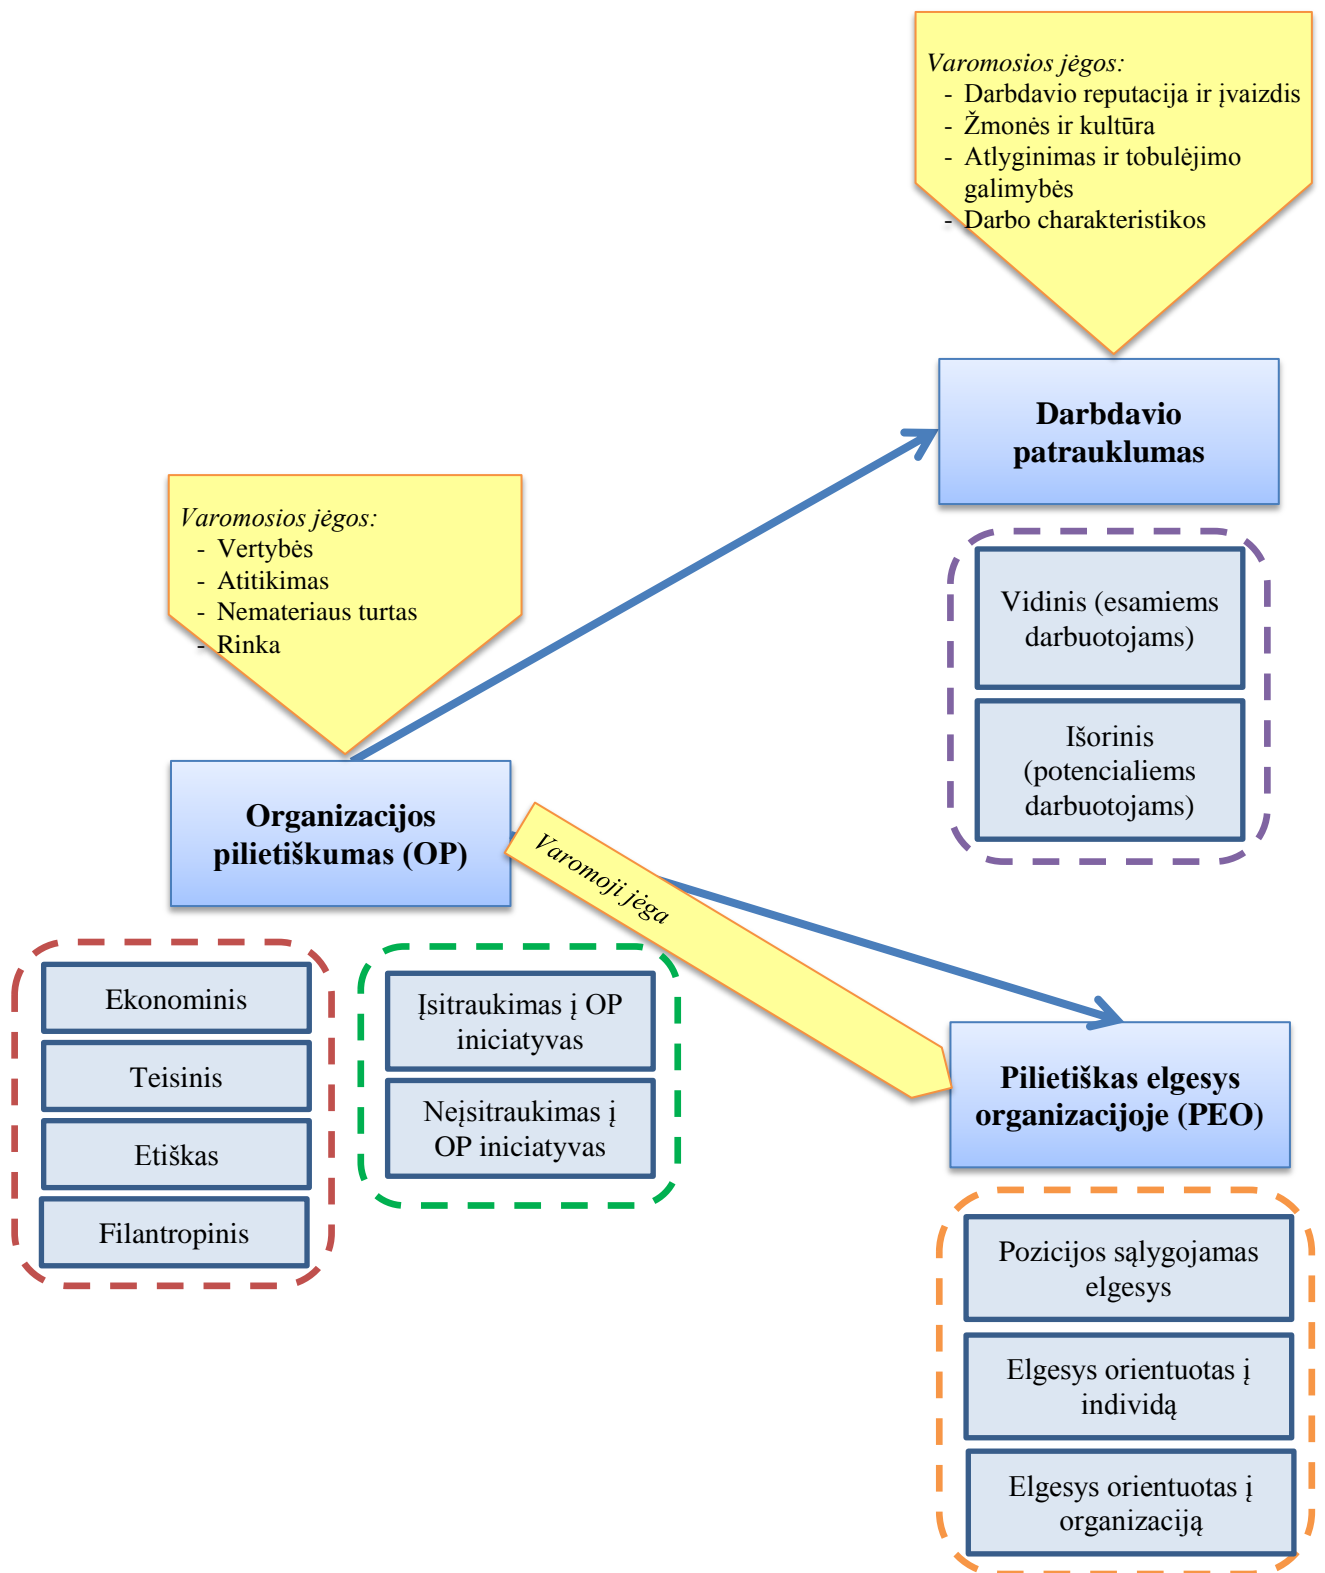 Varomosios jėgos:
- Darbdavio reputacija ir įvaizdis
- Žmonės ir kultūra
- Atlyginimas ir tobulėjimo
galimybės
- Darbo charakteristikos
Darbdavio
patrauklumas
Varomosios jėgos:
- Vertybės
- Atitikimas
- Nemateriaus turtas
- Rinka
Vidinis (esamiems
darbuotojams)
Išorinis
(potencialiems
darbuotojams)
Organizacijos
pilietiškumas (OP)
Varomoji jėga
Ekonominis
Teisinis
Etiškas
Filantropinis
Įsitraukimas į OP
iniciatyvas
Neįsitraukimas į
OP iniciatyvas
Pilietiškas elgesys
organizacijoje (PEO)
Pozicijos sąlygojamas
elgesys
Elgesys orientuotas į
individą
Elgesys orientuotas į
organizaciją